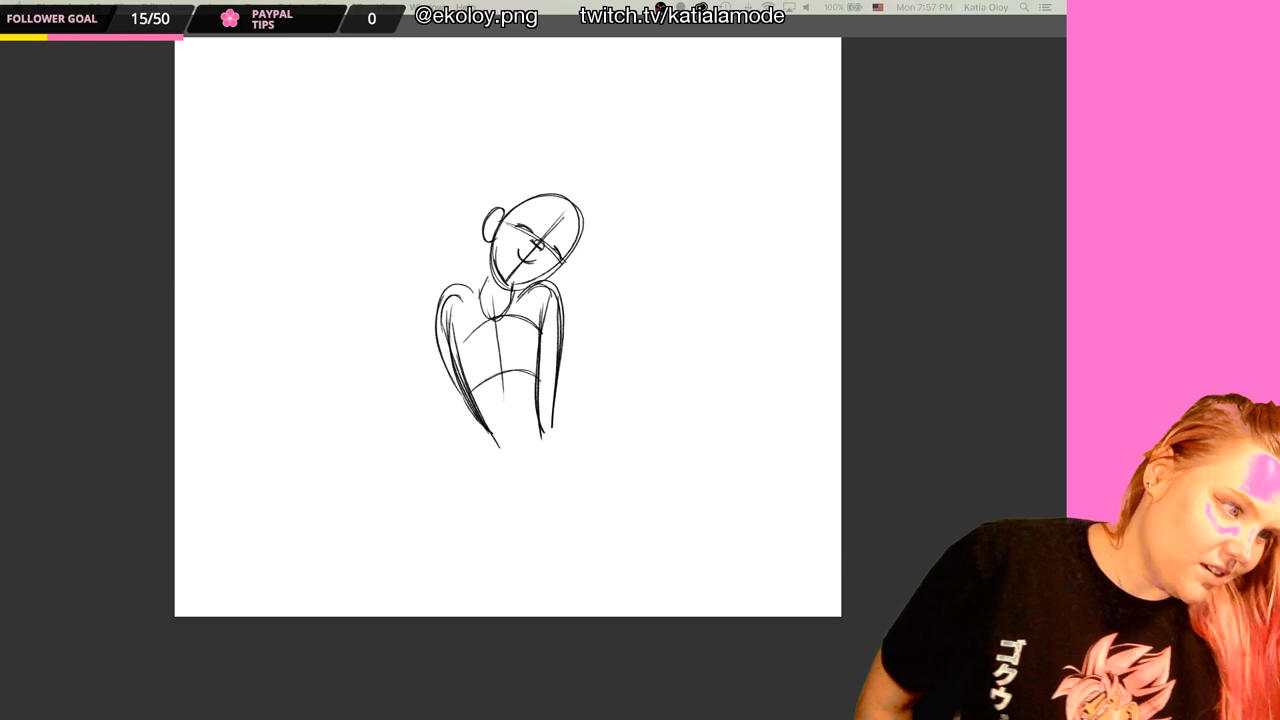 FOLLOWER GOAL 15/50 PAYPAL TIPS 0 @ekoloy.png twitch.tv/katialamode 100% Mon 7:57 PM Katia Oloy
ゴクウ